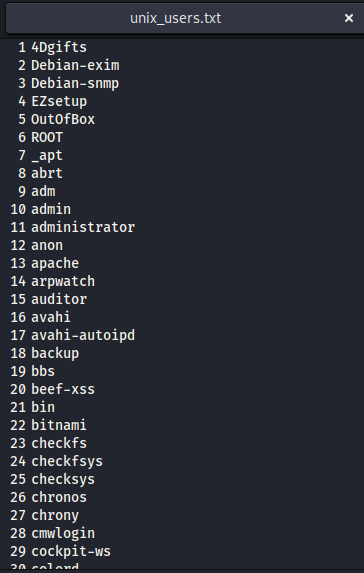 unix_users.txt ×
1 4Dgifts
2 Debian-exim
3 Debian-snmp
4 EZsetup
5 OutOfBox
6 ROOT
7 _apt
8 abrt
9 adm
10 admin
11 administrator
12 anon
13 apache
14 arpwatch
15 auditor
16 avahi
17 avahi-autoipd
18 backup
19 bbs
20 beef-xss
21 bin
22 bitnami
23 checkfs
24 checkfsys
25 checksys
26 chronos
27 chrony
28 cmwlogin
29 cockpit-ws
30 colord